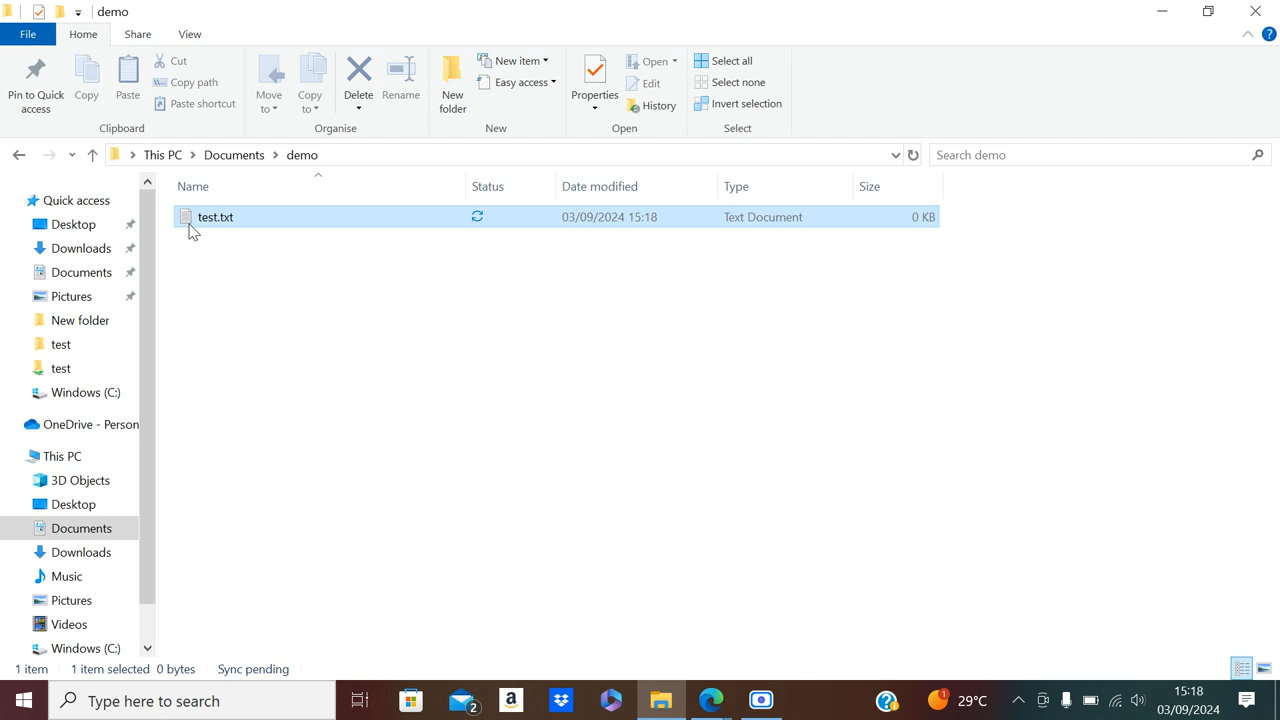 demo
File Home Share View
Pin to Quick access
Copy
Paste
Cut
Copy path
Paste shortcut
Clipboard
Move to
Copy to
Delete
Rename
Organise
New folder
New item
Easy access
New
Properties
Open
Edit
History
Open
Select all
Select none
Invert selection
Select
This PC > Documents > demo
Search demo
Name Status Date modified Type Size
test.txt 03/09/2024 15:18 Text Document 0 KB
Quick access
Desktop
Downloads
Documents
Pictures
New folder
test
test
Windows (C:)
OneDrive - Person
This PC
3D Objects
Desktop
Documents
Downloads
Music
Pictures
Videos
Windows (C:)
1 item 1 item selected 0 bytes Sync pending
Type here to search
2
a
1
29°C
15:18
03/09/2024